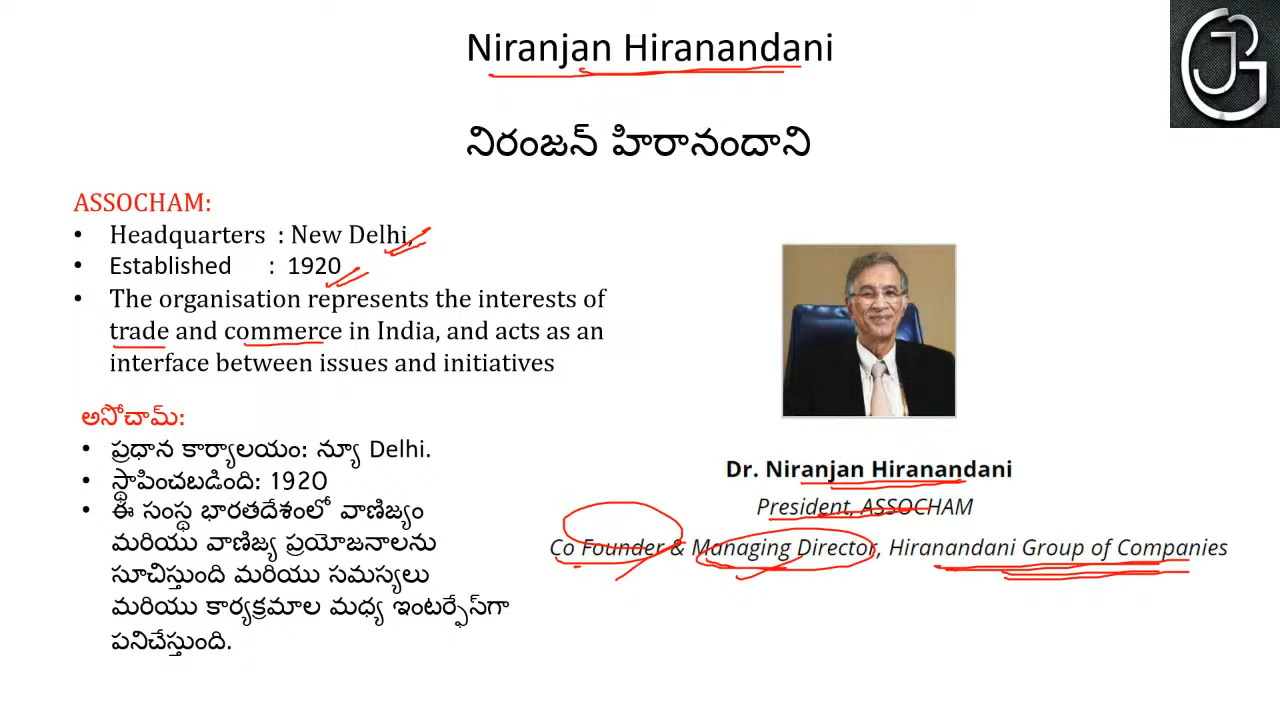 Niranjan Hiranandani
నిరంజన్ హిరానందాని
ASSOCHAM:
• Headquarters : New Delhi,
• Established : 1920
• The organisation represents the interests of
trade and commerce in India, and acts as an
interface between issues and initiatives
అసోచామ్:
• ప్రధాన కార్యాలయం: న్యూ Delhi.
• స్థాపించబడింది: 1920
• ఈ సంస్థ భారతదేశంలో వాణిజ్యం
మరియు వాణిజ్య ప్రయోజనాలను
సూచిస్తుంది మరియు సమస్యలు
మరియు కార్యక్రమాల మధ్య ఇంటర్ఫేస్‌గా
పనిచేస్తుంది.
Dr. Niranjan Hiranandani
President, ASSOCHAM
Co Founder & Managing Director, Hiranandani Group of Companies